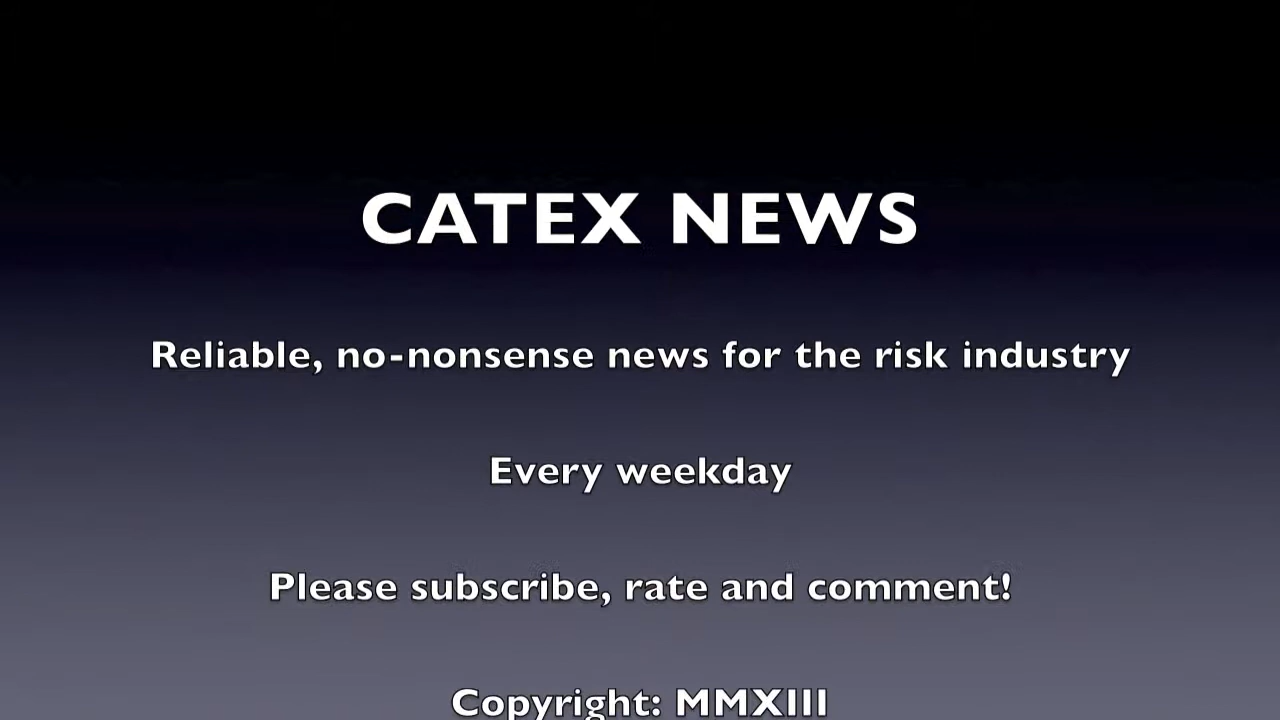 CATEX NEWS
Reliable, no-nonsense news for the risk industry
Every weekday
Please subscribe, rate and comment!
Copyright: MMXIII